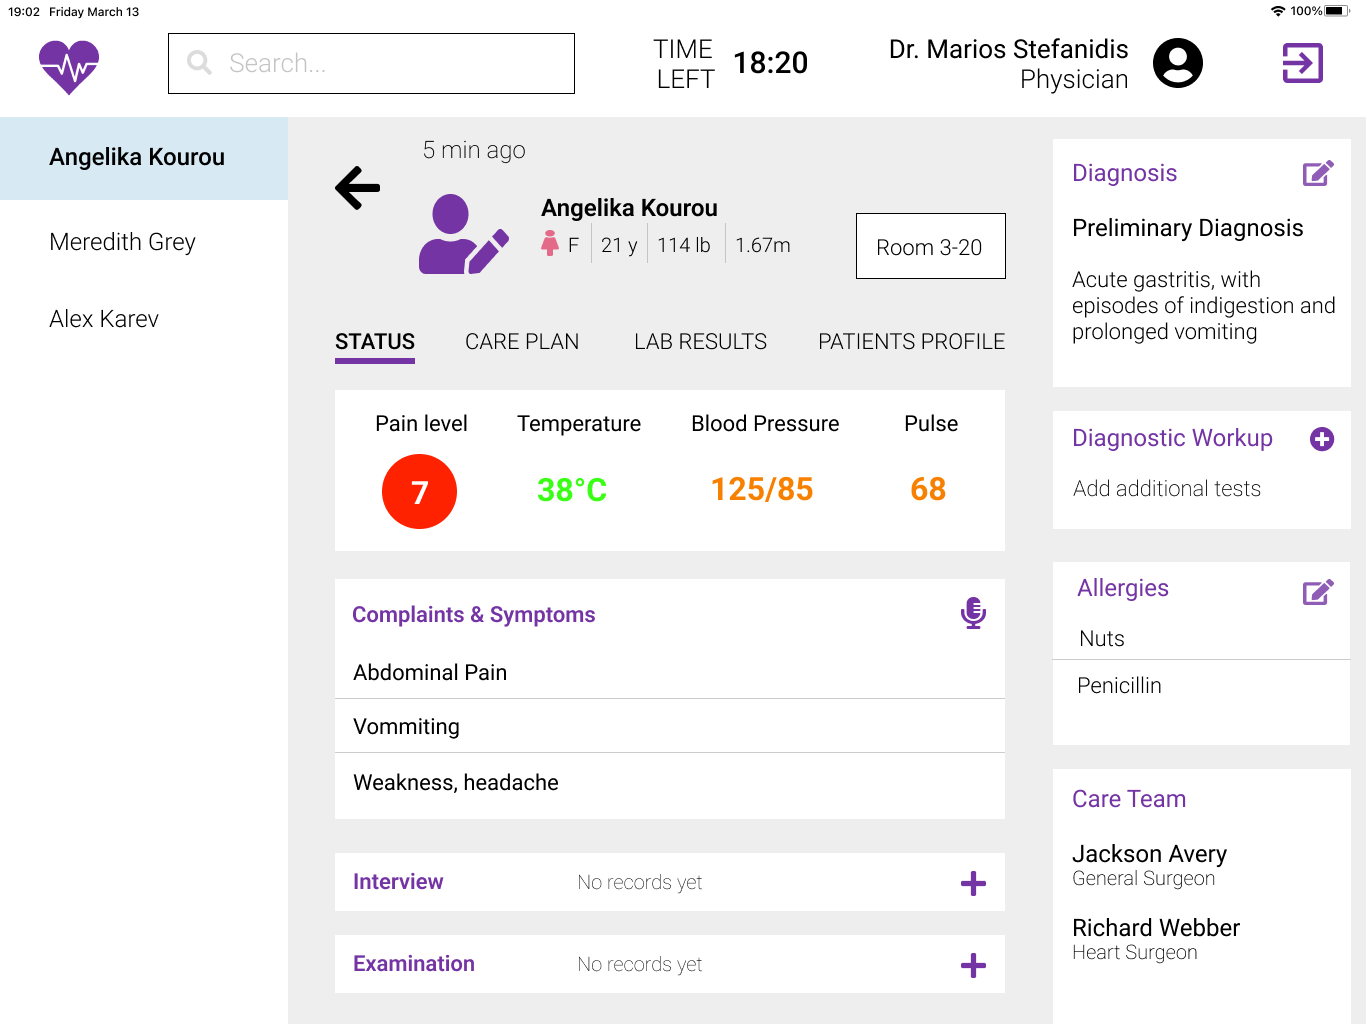 19:02 Friday March 13
100%
Search...
TIME LEFT
18:20
Dr. Marios Stefanidis
Physician
Angelika Kourou
Meredith Grey
Alex Karev
5 min ago
Angelika Kourou
F 21 y 114 lb 1.67m
Room 3-20
STATUS CARE PLAN LAB RESULTS PATIENTS PROFILE
Pain level Temperature Blood Pressure Pulse
7 38°C 125/85 68
Complaints & Symptoms
Abdominal Pain
Vommiting
Weakness, headache
Interview No records yet
Examination No records yet
Diagnosis
Preliminary Diagnosis
Acute gastritis, with
episodes of indigestion and
prolonged vomiting
Diagnostic Workup
Add additional tests
Allergies
Nuts
Penicillin
Care Team
Jackson Avery
General Surgeon
Richard Webber
Heart Surgeon